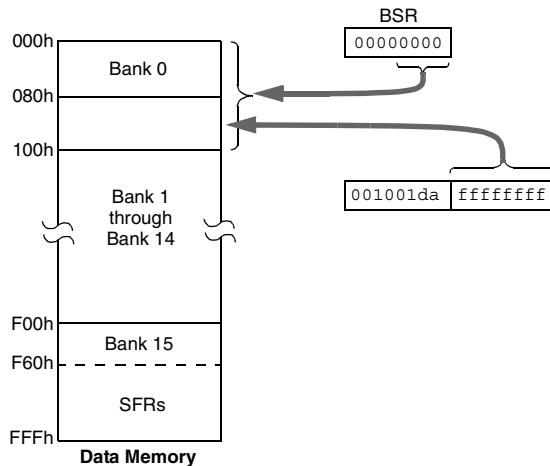 BSR
00000000
000h
Bank 0
080h
100h
001001da ffffffff
Bank 1
through
Bank 14
F00h
Bank 15
F60h
SFRs
FFFh
Data Memory